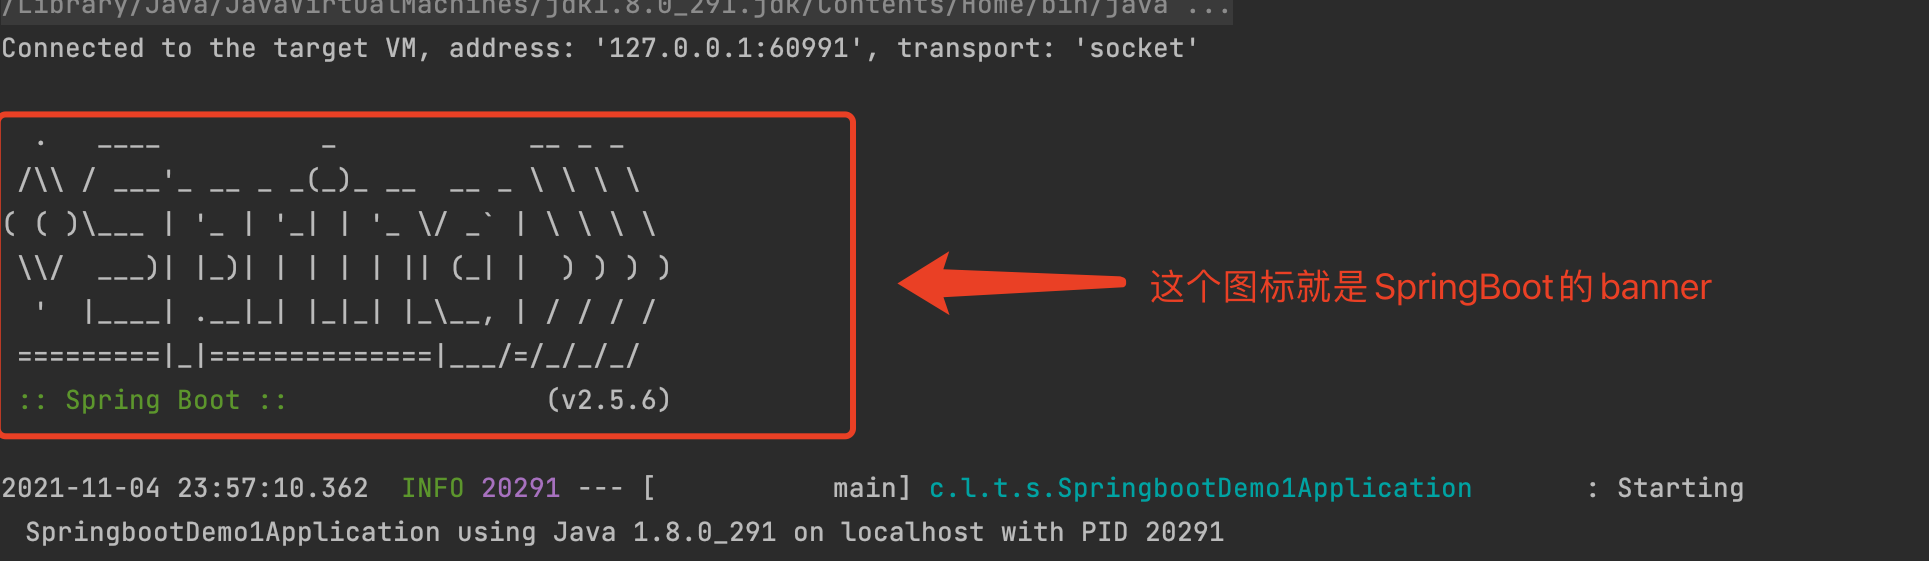 /Library/Java/JavaVirtualMachines/jdk1.8.0_291.jdk/Contents/Home/bin/java ...
Connected to the target VM, address: '127.0.0.1:60991', transport: 'socket'
  .   ____          _            __ _ _
 /\\ / ___'_ __ _ _(_)_ __  __ _ \ \ \ \
( ( )\___ | '_ | '_| | '_ \/ _` | \ \ \ \
 \\/  ___)| |_)| | | | | || (_| |  ) ) ) )
  '  |____| .__|_| |_|_| |_\__, | / / / /
 =========|_|==============|___/=/_/_/_/
 :: Spring Boot ::                (v2.5.6)
这个图标就是SpringBoot的banner
2021-11-04 23:57:10.362  INFO 20291 --- [           main] c.l.t.s.SpringbootDemo1Application       : Starting
SpringbootDemo1Application using Java 1.8.0_291 on localhost with PID 20291